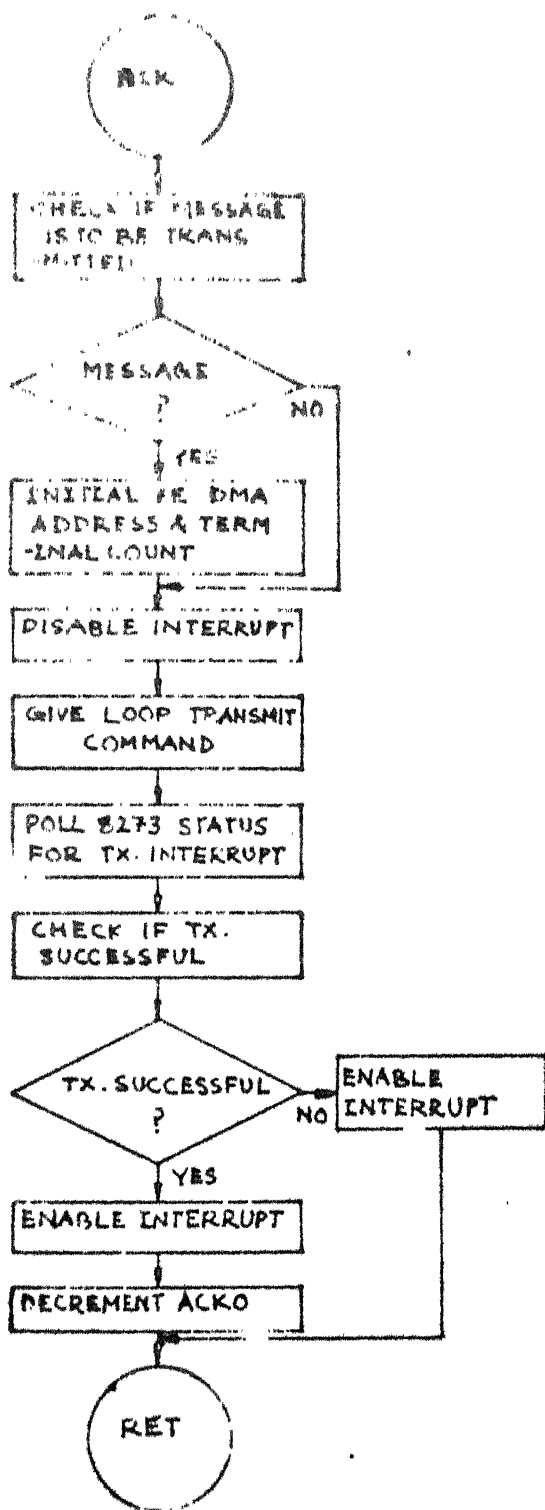 ACK
CHECK IF MESSAGE
IS TO BE TRANS
-MITTED
MESSAGE
?
NO
YES
INITIALISE DMA
ADDRESS & TERM
-INAL COUNT
DISABLE INTERRUPT
GIVE LOOP TRANSMIT
COMMAND
POLL 8273 STATUS
FOR TX. INTERRUPT
CHECK IF TX.
SUCCESSFUL
TX. SUCCESSFUL
?
NO
ENABLE
INTERRUPT
YES
ENABLE INTERRUPT
DECREMENT ACKO
RET